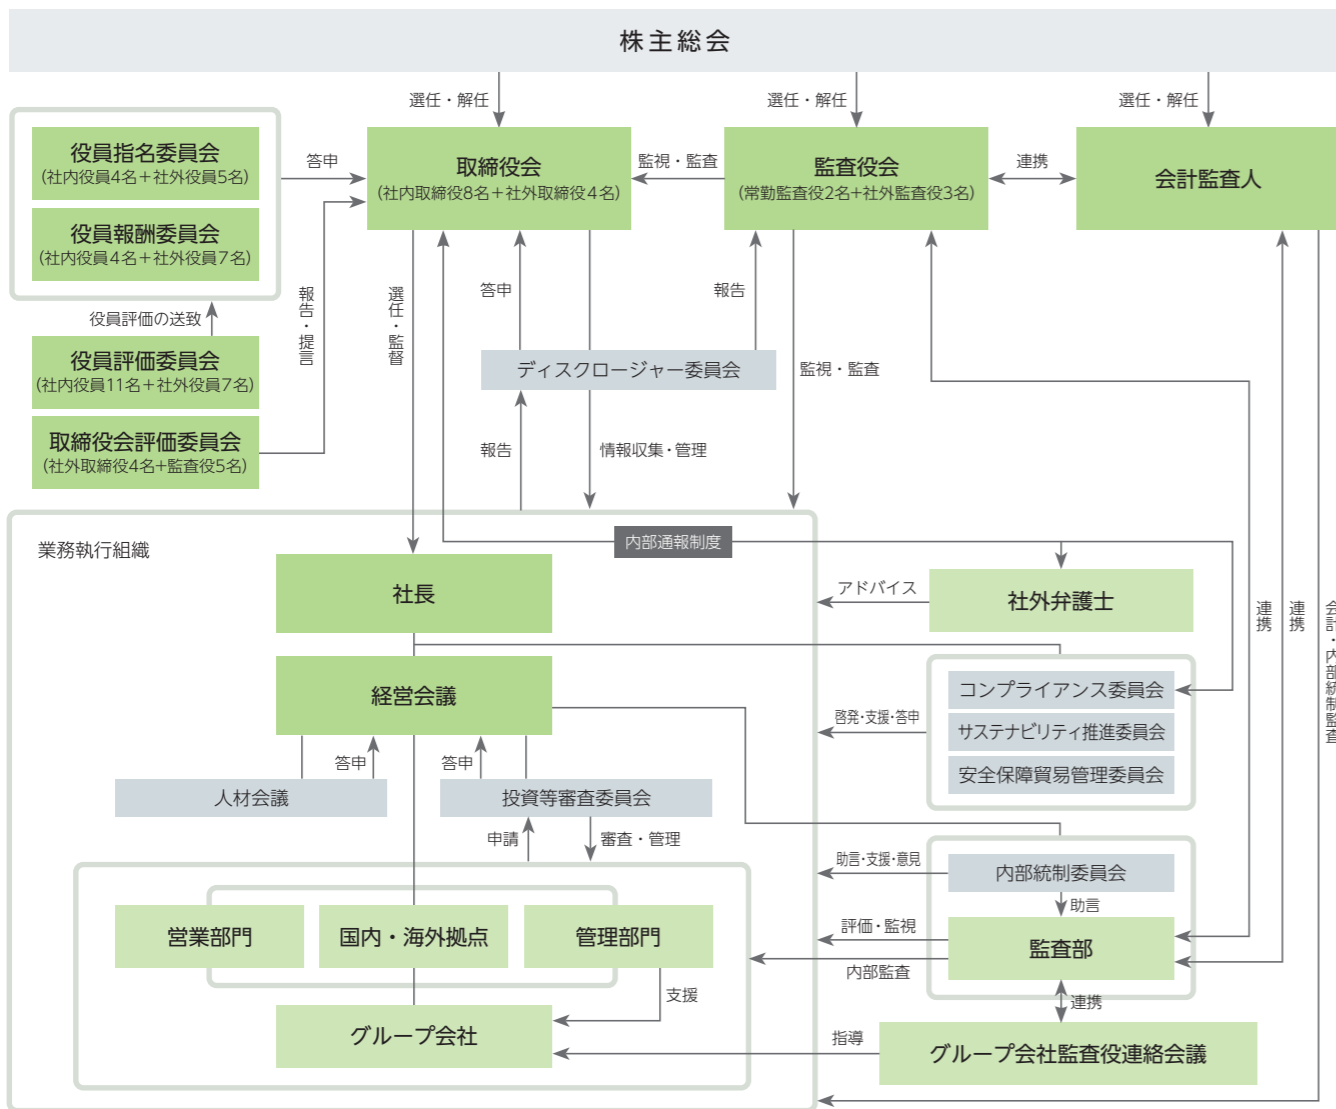 株主総会
選任・解任
選任・解任
選任・解任
役員指名委員会
(社内役員4名＋社外役員5名)
答申
取締役会
(社内取締役8名＋社外取締役4名)
監視・監査
監査役会
(常勤監査役2名＋社外監査役3名)
連携
会計監査人
役員報酬委員会
(社内役員4名＋社外役員7名)
役員評価の送致
報告・提言
選任・監督
答申
報告
役員評価委員会
(社内役員11名＋社外役員7名)
ディスクロージャー委員会
監視・監査
取締役会評価委員会
(社外取締役4名+監査役5名)
報告
情報収集・管理
業務執行組織
内部通報制度
社長
アドバイス
社外弁護士
連携
連携
会計・内部統制監査
経営会議
コンプライアンス委員会
啓発・支援・答申
サステナビリティ推進委員会
答申
答申
安全保障貿易管理委員会
人材会議
投資等審査委員会
申請
審査・管理
助言・支援・意見
内部統制委員会
助言
営業部門
国内・海外拠点
管理部門
評価・監視
監査部
内部監査
支援
連携
グループ会社
指導
グループ会社監査役連絡会議